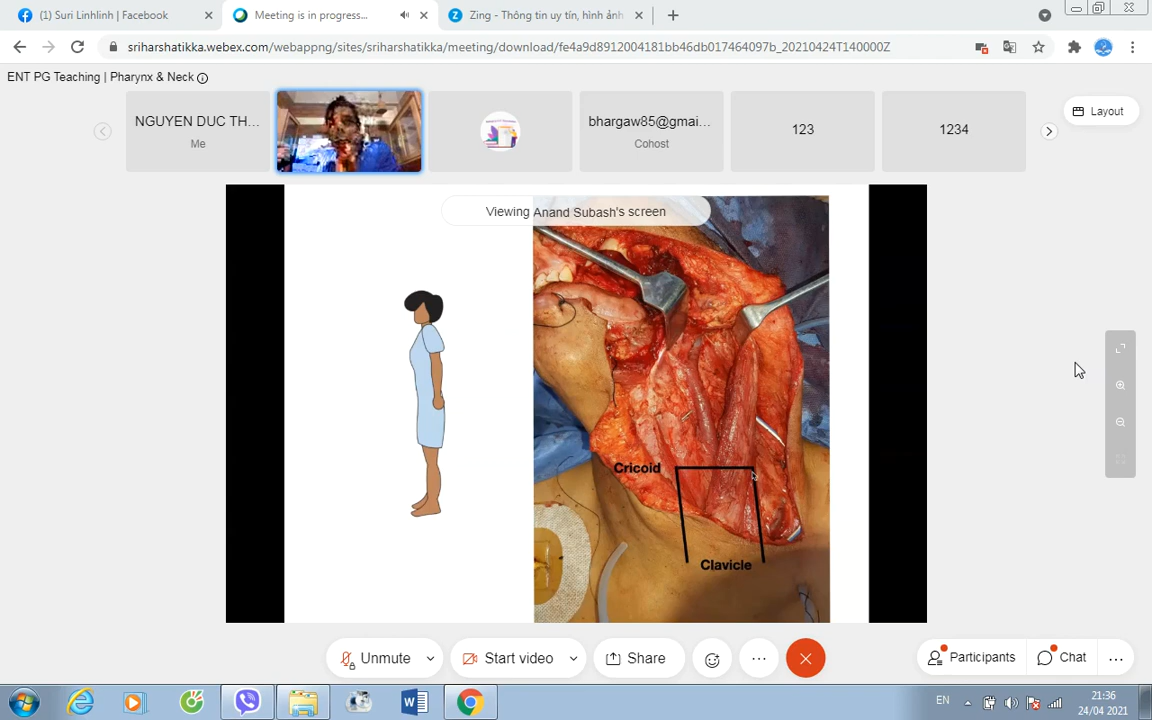 (1) Suri Linhlinh | Facebook
Meeting is in progress...
Zing - Thông tin uy tín, hình ảnh
sriharshatikka.webex.com/webappng/sites/sriharshatikka/meeting/download/fe4a9d8912004181bb46db017464097b_20210424T140000Z
ENT PG Teaching | Pharynx & Neck
NGUYEN DUC TH...
Me
bhargaw85@gmai...
Cohost
123
1234
Layout
Viewing Anand Subash's screen
Cricoid
Clavicle
Unmute
Start video
Share
Participants
Chat
EN
21:36
24/04 2021